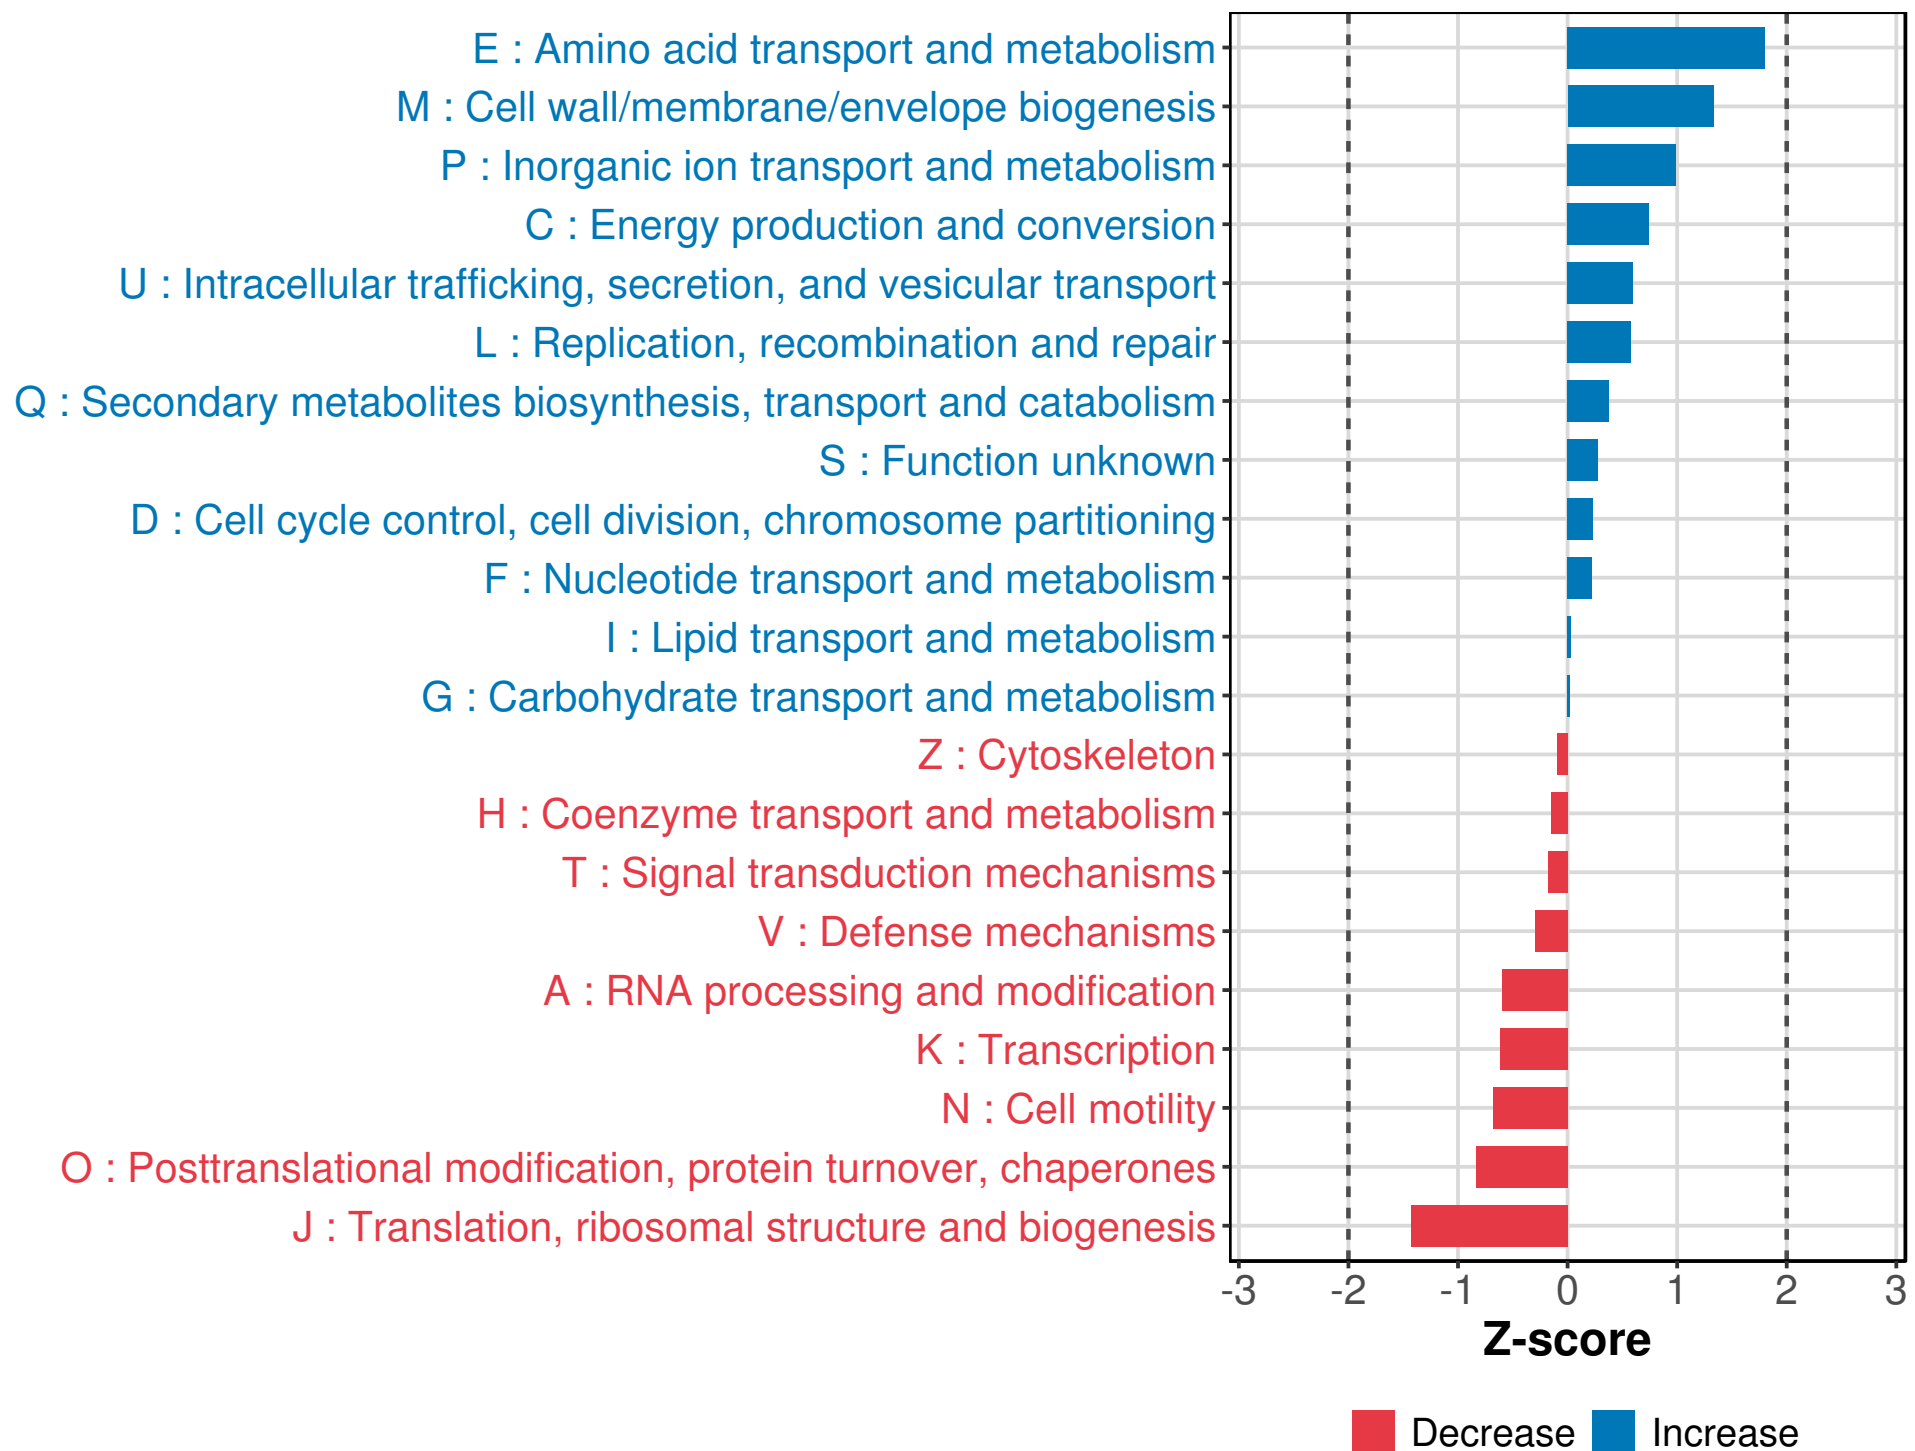 E : Amino acid transport and metabolism
M : Cell wall/membrane/envelope biogenesis
P : Inorganic ion transport and metabolism
C : Energy production and conversion
U : Intracellular trafficking, secretion, and vesicular transport
L : Replication, recombination and repair
Q : Secondary metabolites biosynthesis, transport and catabolism
S : Function unknown
D : Cell cycle control, cell division, chromosome partitioning
F : Nucleotide transport and metabolism
I : Lipid transport and metabolism
G : Carbohydrate transport and metabolism
Z : Cytoskeleton
H : Coenzyme transport and metabolism
T : Signal transduction mechanisms
V : Defense mechanisms
A : RNA processing and modification
K : Transcription
N : Cell motility
O : Posttranslational modification, protein turnover, chaperones
J : Translation, ribosomal structure and biogenesis
-3 -2 -1 0 1 2 3
Z-score
Decrease Increase